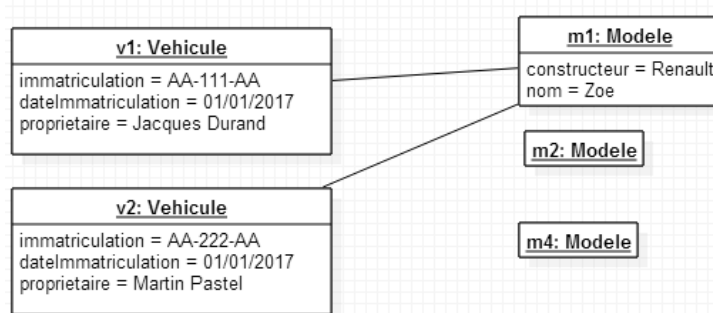 v1: Vehicule
immatriculation = AA-111-AA
dateImmatriculation = 01/01/2017
proprietaire = Jacques Durand
m1: Modele
constructeur = Renault
nom = Zoe
m2: Modele
v2: Vehicule
immatriculation = AA-222-AA
dateImmatriculation = 01/01/2017
proprietaire = Martin Pastel
m4: Modele